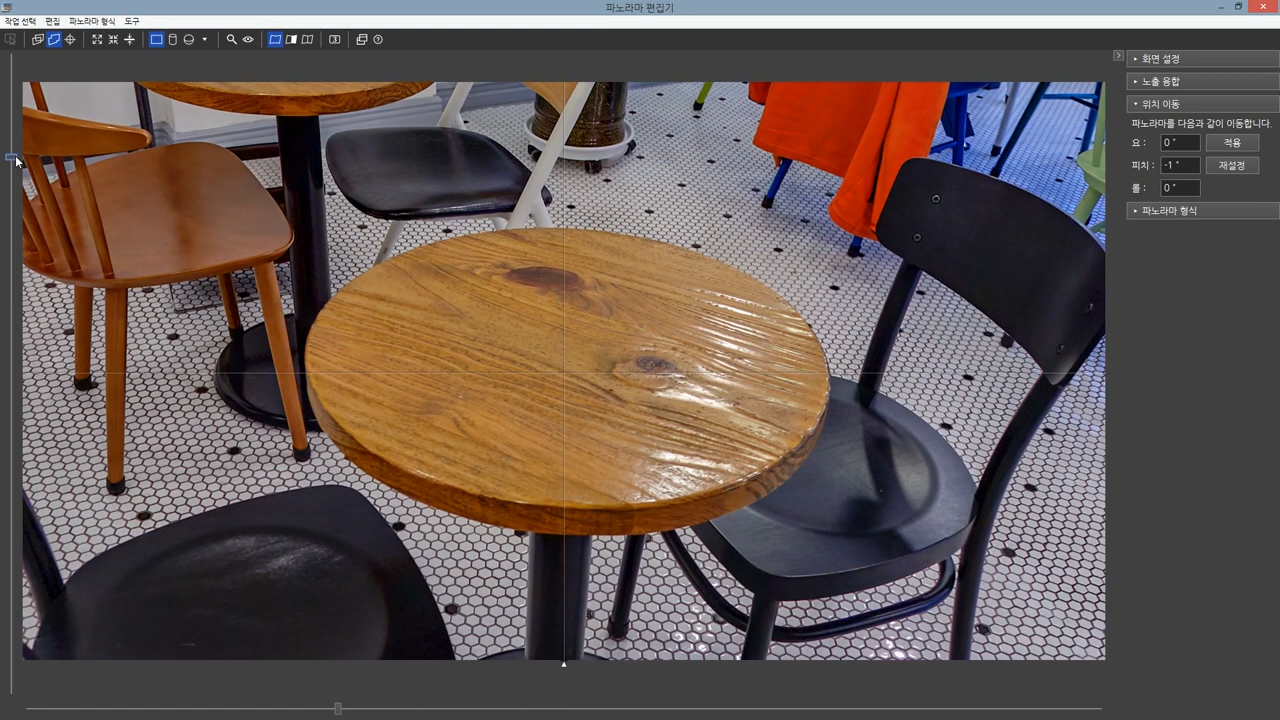 파노라마 편집기
작업 선택 편집 파노라마 형식 도구
화면 설정
노출 융합
위치 이동
파노라마를 다음과 같이 이동합니다.
요 : 0 ° 적용
피치 : -1 ° 재설정
롤 : 0 °
파노라마 형식